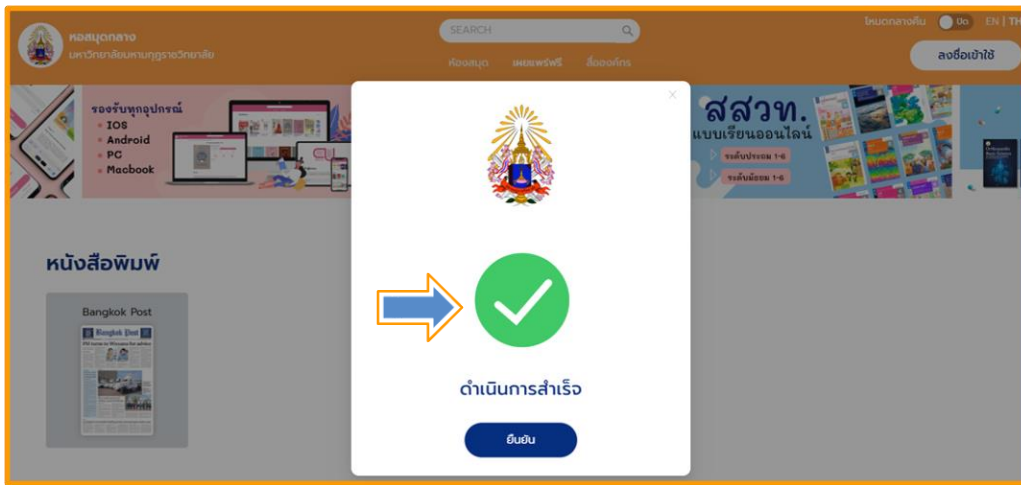 หอสมุดกลาง
มหาวิทยาลัยมหามกุฏราชวิทยาลัย
SEARCH
โหมดกลางคืน ปิด EN | TH
ห้องสมุด เผยแพร่ฟรี สื่อองค์กร
ลงชื่อเข้าใช้
รองรับทุกอุปกรณ์
IOS
Android
PC
Macbook
สสวท.
แบบเรียนออนไลน์
ระดับประถม 1-6
ระดับมัธยม 1-6
หนังสือพิมพ์
Bangkok Post
Bangkok Post
ดำเนินการสำเร็จ
ยืนยัน